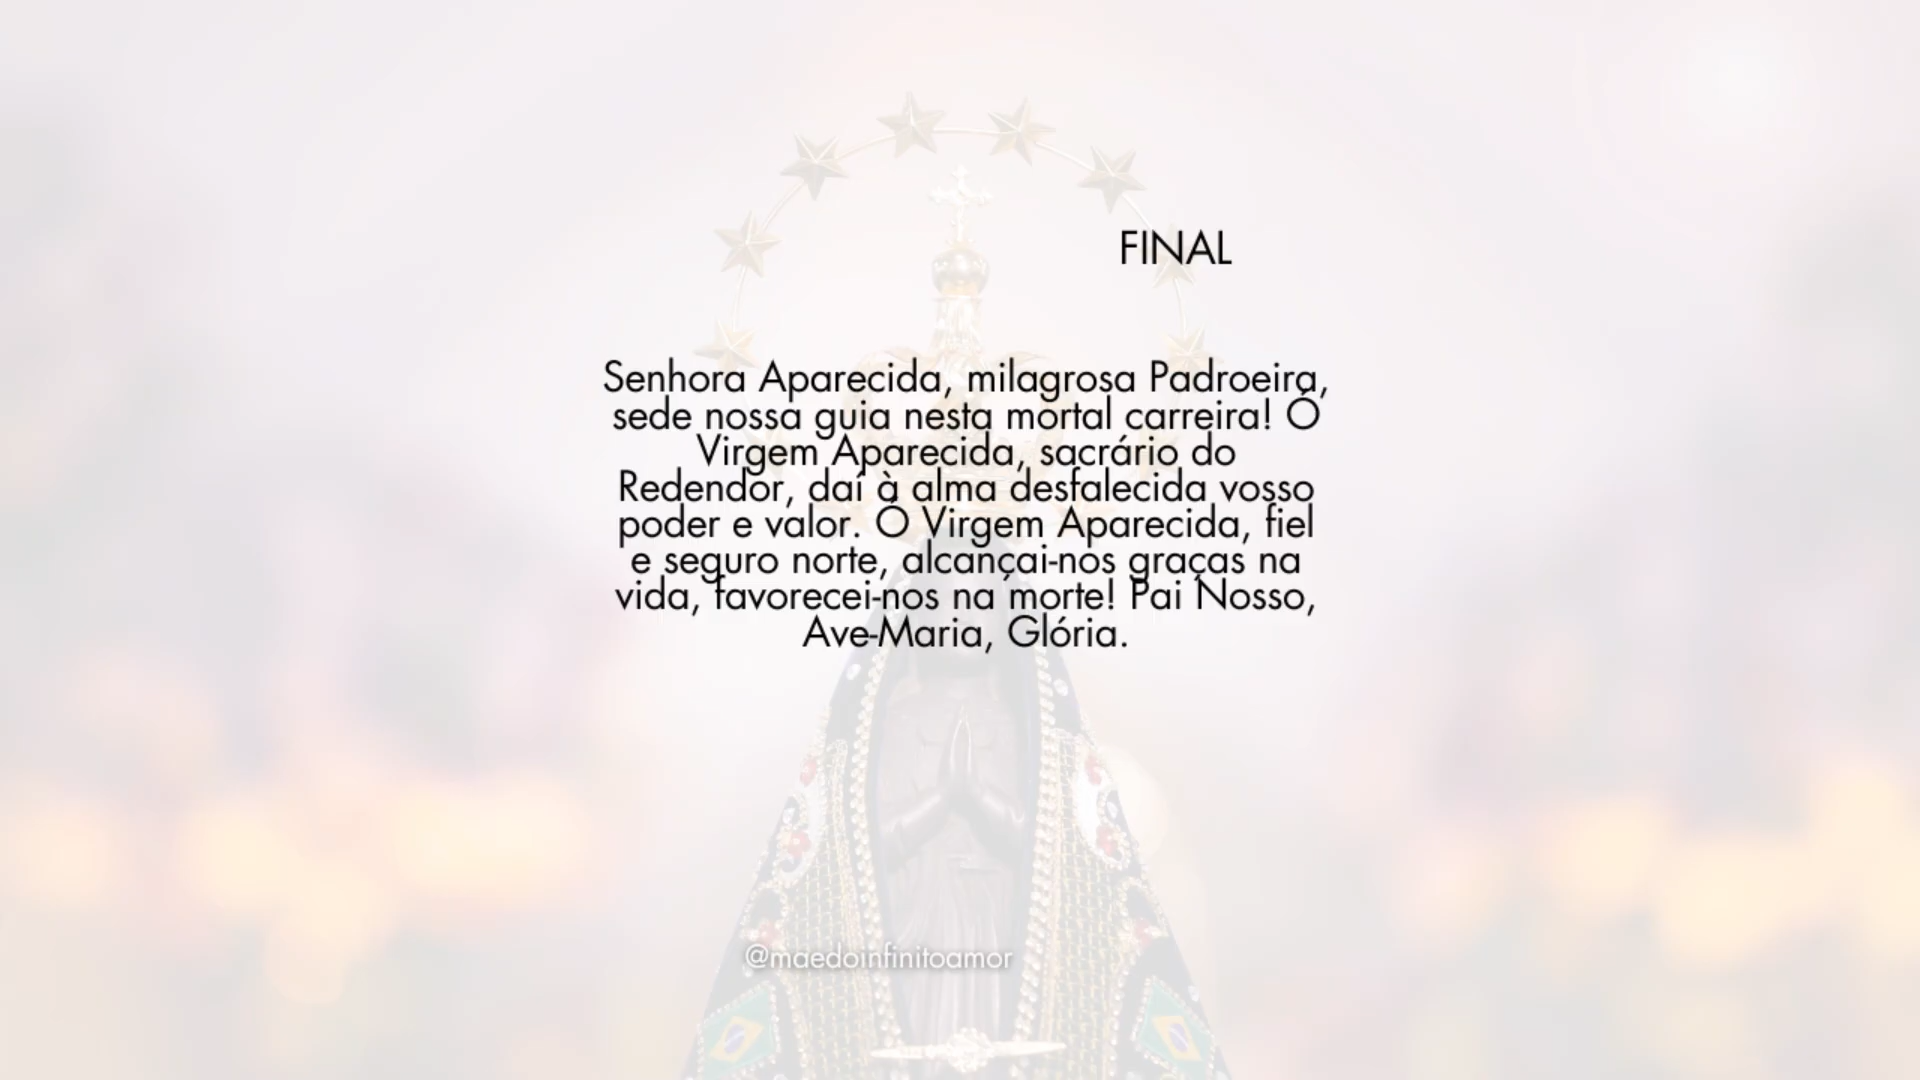 FINAL
Senhora Aparecida, milagrosa Padroeira,
sede nossa guia nesta mortal carreira! Ó
Virgem Aparecida, sacrário do
Redendor, daí à alma desfalecida vosso
poder e valor. Ó Virgem Aparecida, fiel
e seguro norte, alcançai-nos graças na
vida, favorecei-nos na morte! Pai Nosso,
Ave-Maria, Glória.
@maedoinfinitoamor